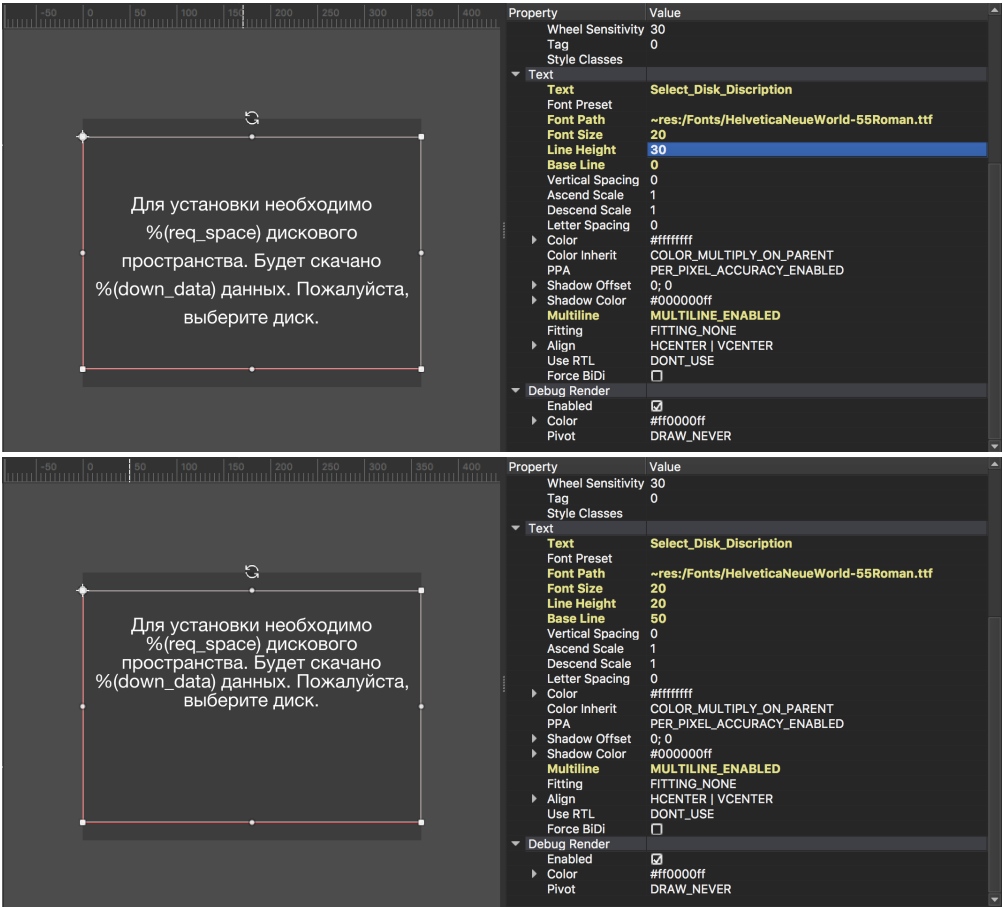 -50 0 50 100 150 200 250 300 350 400
Для установки необходимо
%(req_space) дискового
пространства. Будет скачано
%(down_data) данных. Пожалуйста,
выберите диск.
Property Value
Wheel Sensitivity 30
Tag 0
Style Classes
Text
Text Select_Disk_Discription
Font Preset
Font Path ~res:/Fonts/HelveticaNeueWorld-55Roman.ttf
Font Size 20
Line Height 30
Base Line 0
Vertical Spacing 0
Ascend Scale 1
Descend Scale 1
Letter Spacing 0
Color #ffffffff
Color Inherit COLOR_MULTIPLY_ON_PARENT
PPA PER_PIXEL_ACCURACY_ENABLED
Shadow Offset 0; 0
Shadow Color #000000ff
Multiline MULTILINE_ENABLED
Fitting FITTING_NONE
Align HCENTER | VCENTER
Use RTL DONT_USE
Force BiDi
Debug Render
Enabled
Color #ff0000ff
Pivot DRAW_NEVER
-50 0 50 100 150 200 250 300 350 400
Для установки необходимо
%(req_space) дискового
пространства. Будет скачано
%(down_data) данных. Пожалуйста,
выберите диск.
Property Value
Wheel Sensitivity 30
Tag 0
Style Classes
Text
Text Select_Disk_Discription
Font Preset
Font Path ~res:/Fonts/HelveticaNeueWorld-55Roman.ttf
Font Size 20
Line Height 20
Base Line 50
Vertical Spacing 0
Ascend Scale 1
Descend Scale 1
Letter Spacing 0
Color #ffffffff
Color Inherit COLOR_MULTIPLY_ON_PARENT
PPA PER_PIXEL_ACCURACY_ENABLED
Shadow Offset 0; 0
Shadow Color #000000ff
Multiline MULTILINE_ENABLED
Fitting FITTING_NONE
Align HCENTER | VCENTER
Use RTL DONT_USE
Force BiDi
Debug Render
Enabled
Color #ff0000ff
Pivot DRAW_NEVER